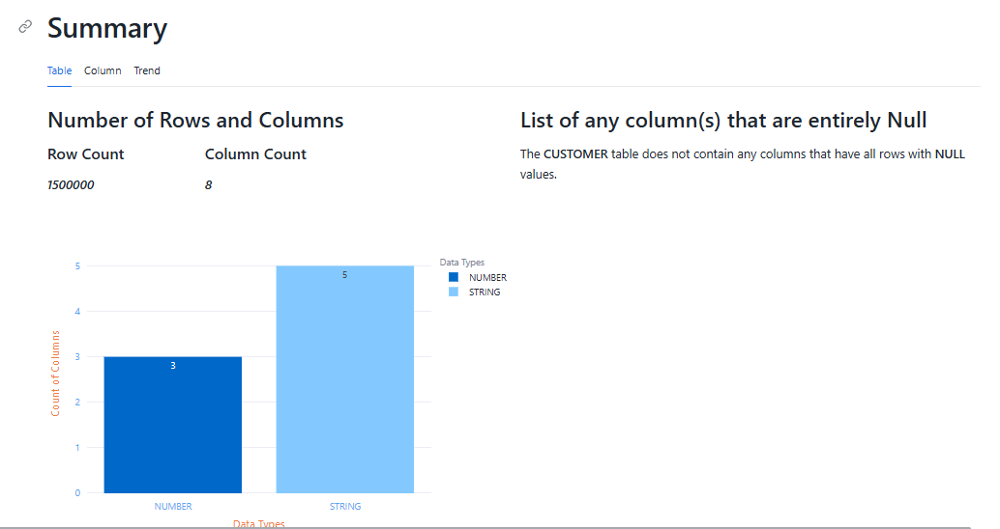 Summary
Table Column Trend
Number of Rows and Columns
Row Count Column Count
1500000 8
List of any column(s) that are entirely Null
The CUSTOMER table does not contain any columns that have all rows with NULL
values.
5
4
3
2
1
0
Count of Columns
3
5
NUMBER STRING
Data Types
Data Types
NUMBER
STRING